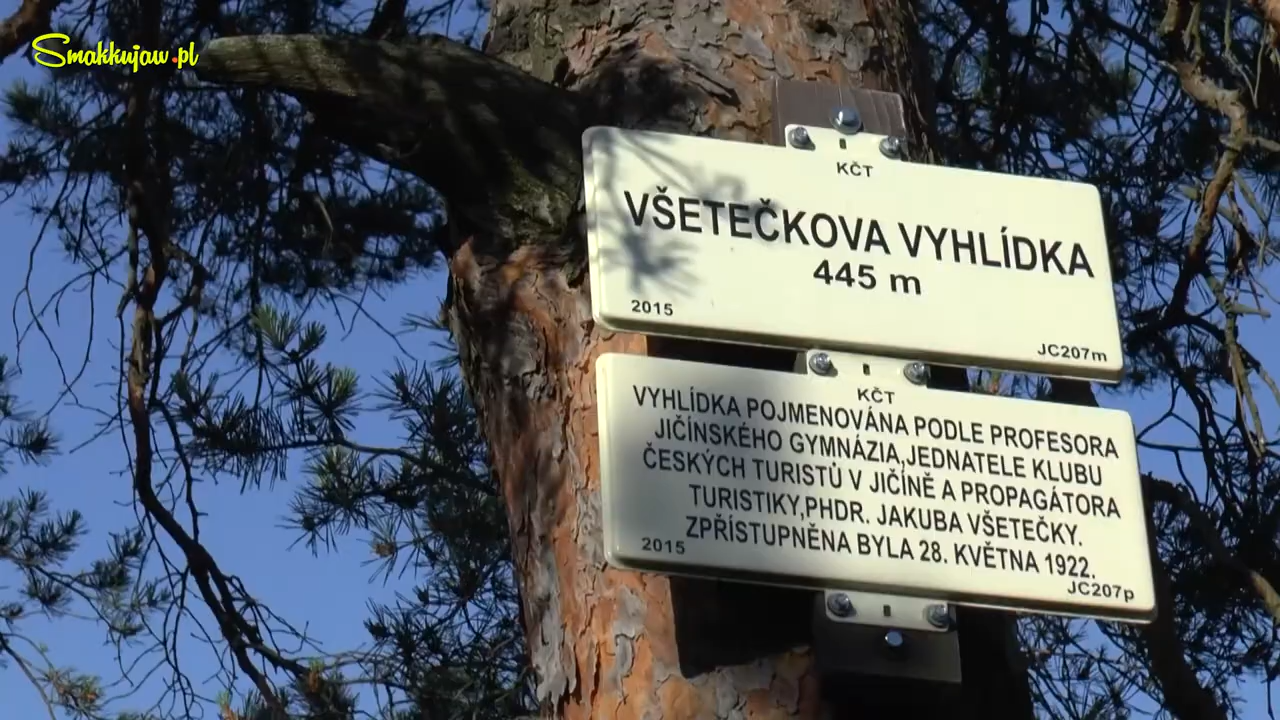 Smakkujaw.pl
KČT
VŠETEČKOVA VYHLÍDKA
445 m
2015
JC207m
KČT
VYHLÍDKA POJMENOVÁNA PODLE PROFESORA
JIČÍNSKÉHO GYMNÁZIA,JEDNATELE KLUBU
ČESKÝCH TURISTŮ V JIČÍNĚ A PROPAGÁTORA
TURISTIKY,PHDR. JAKUBA VŠETEČKY.
ZPŘÍSTUPNĚNA BYLA 28. KVĚTNA 1922.
2015
JC207p